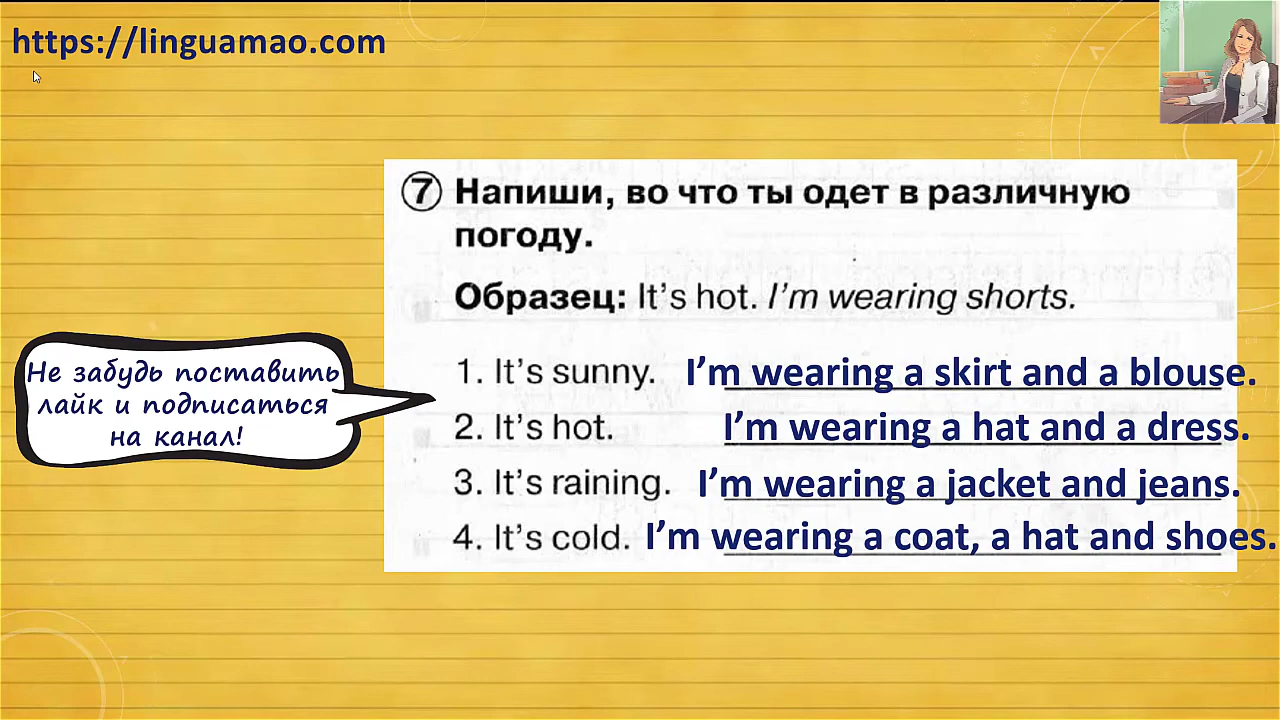 https://linguamao.com
7 Напиши, во что ты одет в различную
погоду.
Образец: It's hot. I'm wearing shorts.
Не забудь поставить
лайк и подписаться
на канал!
1. It's sunny. I'm wearing a skirt and a blouse.
2. It's hot. I'm wearing a hat and a dress.
3. It's raining. I'm wearing a jacket and jeans.
4. It's cold. I'm wearing a coat, a hat and shoes.